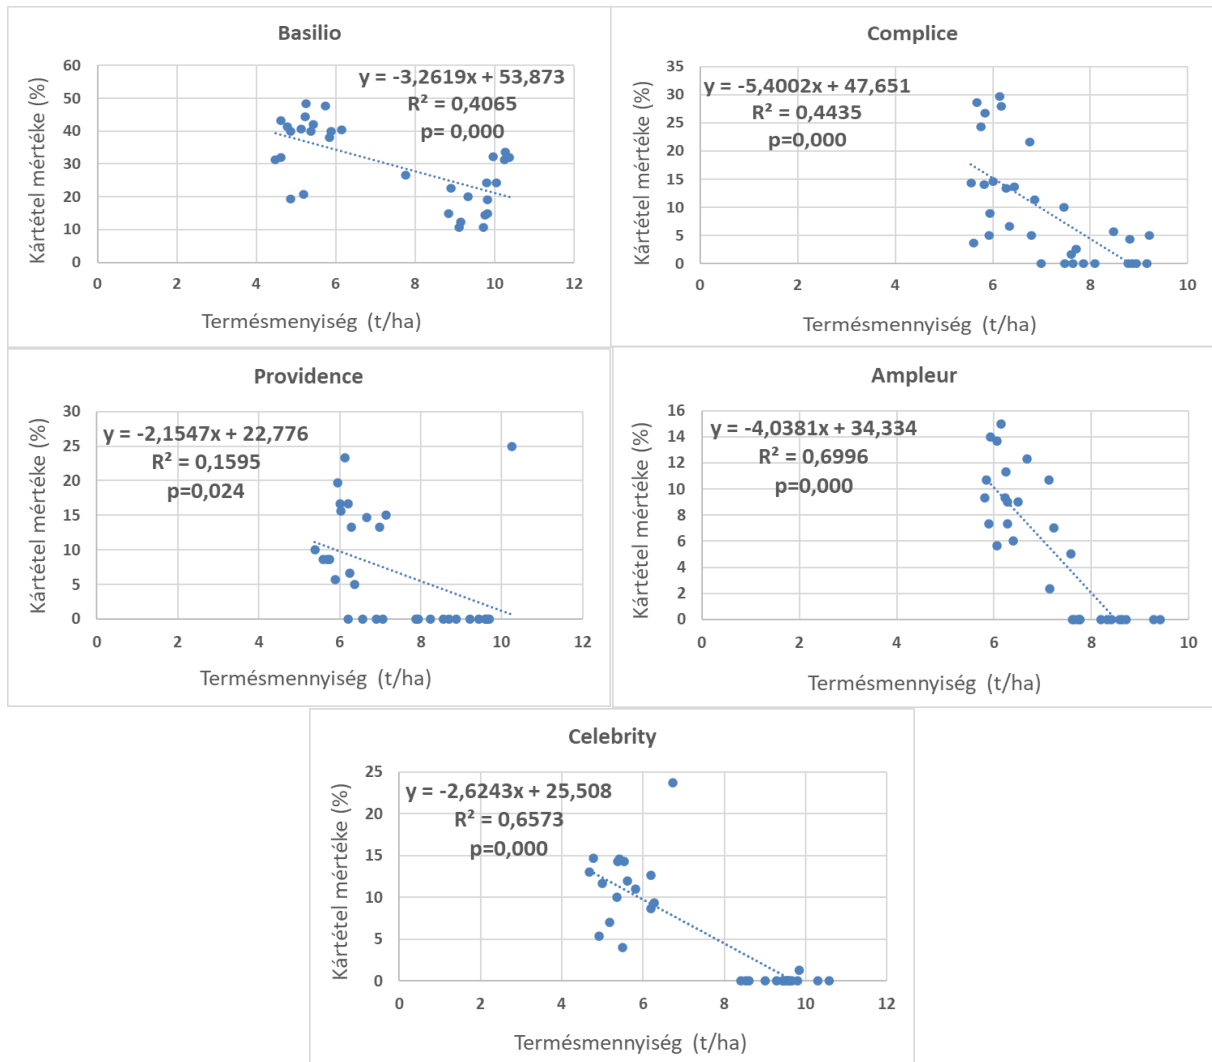 Basilio
y = -3,2619x + 53,873
R² = 0,4065
p= 0,000
Kártétel mértéke (%)
60
50
40
30
20
10
0
0 2 4 6 8 10 12
Termésmenyiség (t/ha)
Complice
y = -5,4002x + 47,651
R² = 0,4435
p=0,000
Kártétel mértéke (%)
35
30
25
20
15
10
5
0
0 2 4 6 8 10
Termésmennyiség (t/ha)
Providence
y = -2,1547x + 22,776
R² = 0,1595
p=0,024
Kártétel mértéke (%)
30
25
20
15
10
5
0
0 2 4 6 8 10 12
Termésmennyiség (t/ha)
Ampleur
y = -4,0381x + 34,334
R² = 0,6996
p=0,000
Kártétel mértéke (%)
16
14
12
10
8
6
4
2
0
0 2 4 6 8 10
Termésmennyiség (t/ha)
Celebrity
y = -2,6243x + 25,508
R² = 0,6573
p=0,000
Kártétel mértéke (%)
25
20
15
10
5
0
0 2 4 6 8 10 12
Termésmennyiség (t/ha)